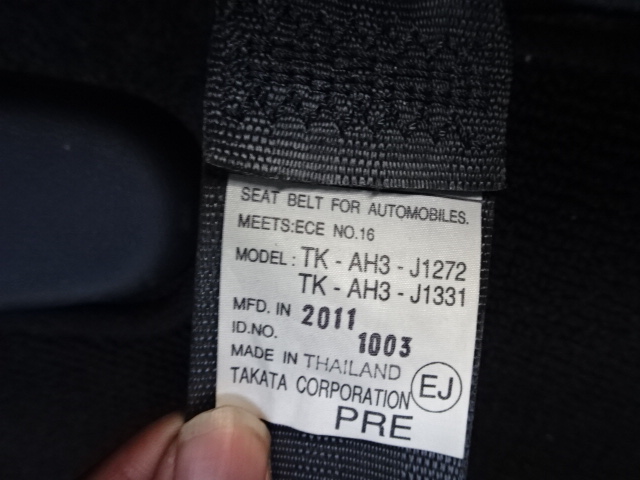 SEAT BELT FOR AUTOMOBILES.
MEETS:ECE NO.16
MODEL: TK - AH3 - J1272
TK - AH3 - J1331
MFD. IN 2011
ID.NO. 1003
MADE IN THAILAND
TAKATA CORPORATION EJ
PRE